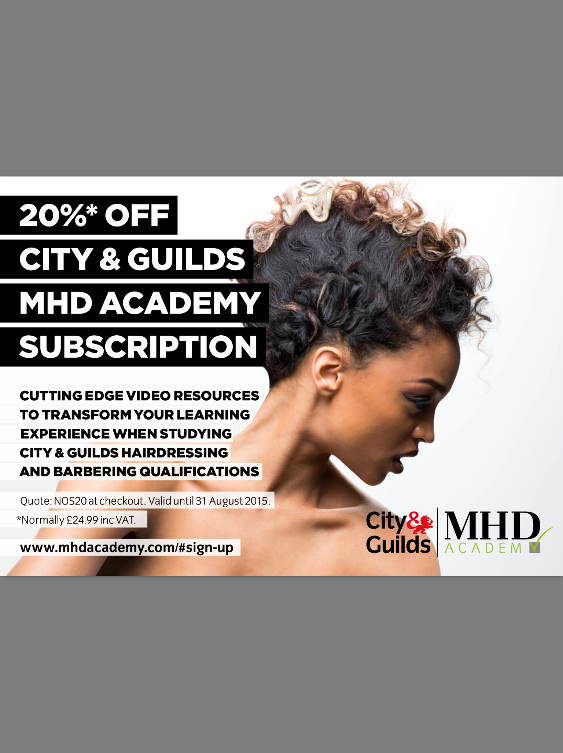 20%* OFF
CITY & GUILDS
MHD ACADEMY
SUBSCRIPTION
CUTTING EDGE VIDEO RESOURCES
TO TRANSFORM YOUR LEARNING
EXPERIENCE WHEN STUDYING
CITY & GUILDS HAIRDRESSING
AND BARBERING QUALIFICATIONS
Quote: NOS20 at checkout. Valid until 31 August 2015.
*Normally £24.99 inc VAT.
www.mhdacademy.com/#sign-up
City&
Guilds
MHD
ACADEMY